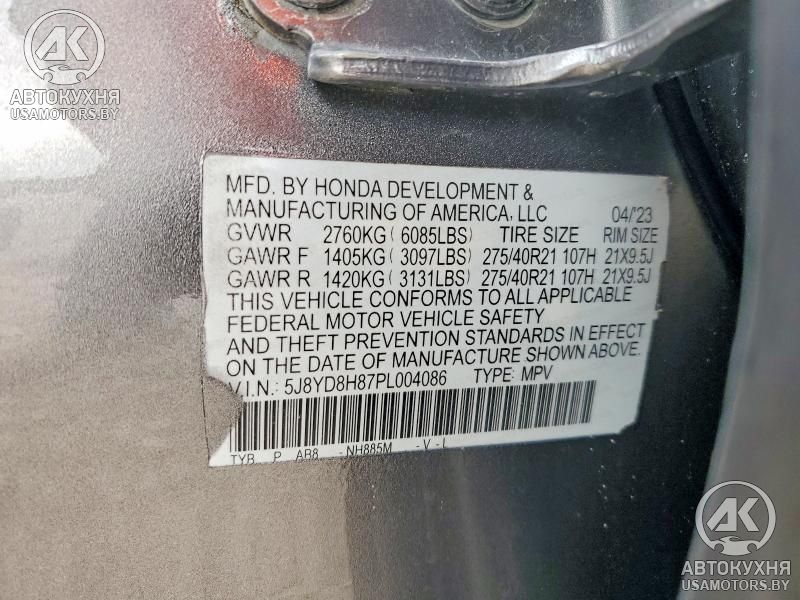 АК
АВТОКУХНЯ
USAMOTORS.BY
MFD. BY HONDA DEVELOPMENT &
MANUFACTURING OF AMERICA, LLC 04/'23
GVWR 2760KG ( 6085LBS) TIRE SIZE RIM SIZE
GAWR F 1405KG ( 3097LBS) 275/40R21 107H 21X9.5J
GAWR R 1420KG ( 3131LBS) 275/40R21 107H 21X9.5J
THIS VEHICLE CONFORMS TO ALL APPLICABLE
FEDERAL MOTOR VEHICLE SAFETY
AND THEFT PREVENTION STANDARDS IN EFFECT
ON THE DATE OF MANUFACTURE SHOWN ABOVE.
V.I.N.: 5J8YD8H87PL004086 TYPE: MPV
TYB P AB8 -NH885M -V-L
АК
АВТОКУХНЯ
USAMOTORS.BY